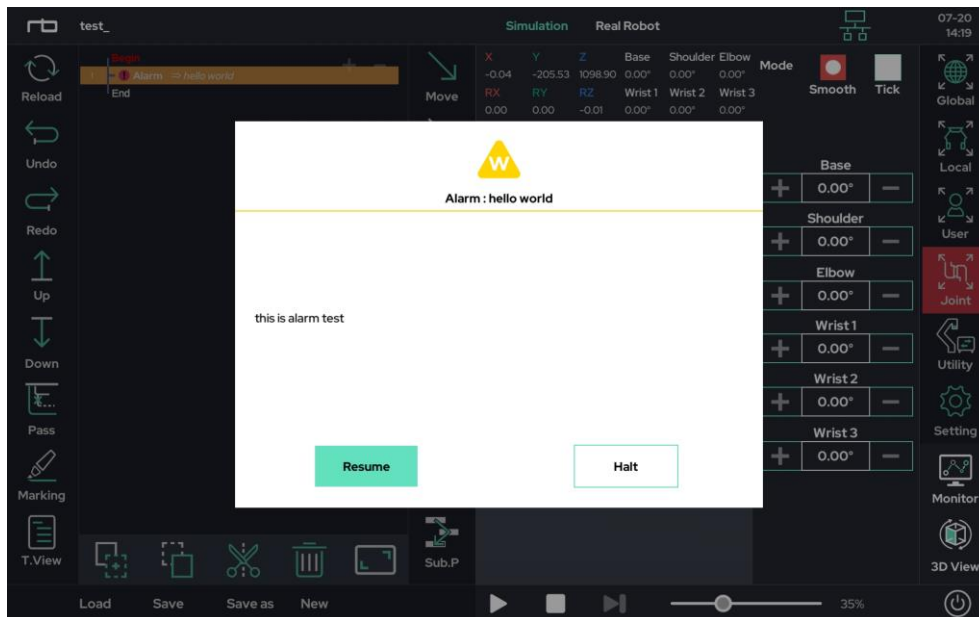 test_
Simulation Real Robot
07-20
14:19
Reload
Undo
Redo
Up
Down
Pass
Marking
T.View
Begin
1 Alarm ⇒ hello world
End
Move
Sub.P
X Y Z Base Shoulder Elbow
-0.04 -205.53 1098.90 0.00° 0.00° 0.00°
RX RY RZ Wrist 1 Wrist 2 Wrist 3
0.00 0.00 -0.01 0.00° 0.00° 0.00°
Mode
Smooth Tick
W
Alarm : hello world
this is alarm test
Resume Halt
Base
0.00°
Shoulder
0.00°
Elbow
0.00°
Wrist 1
0.00°
Wrist 2
0.00°
Wrist 3
0.00°
Global
Local
User
Joint
Utility
Setting
Monitor
3D View
Load Save Save as New
35%